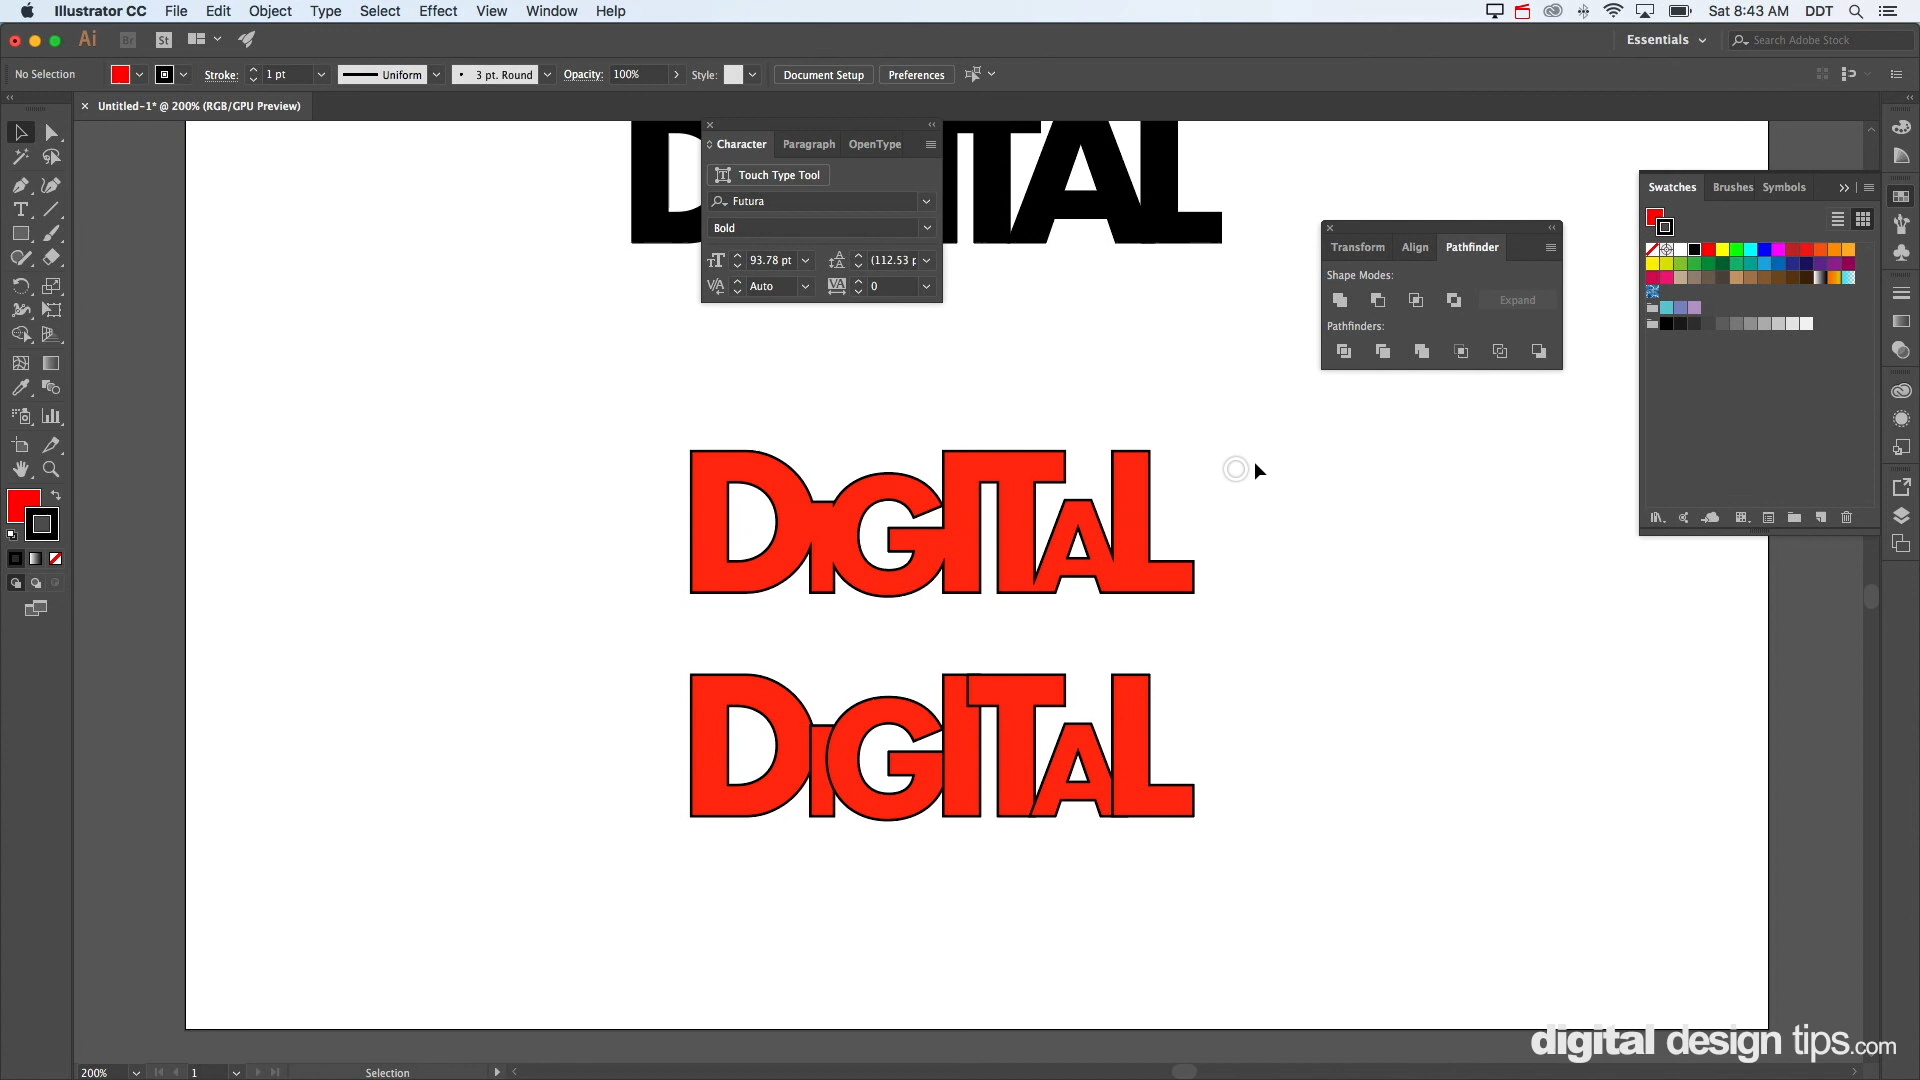 Illustrator CC File Edit Object Type Select Effect View Window Help Sat 8:43 AM DDT
Ai Br St Essentials Search Adobe Stock
No Selection Stroke: 1 pt Uniform 3 pt. Round Opacity: 100% Style: Document Setup Preferences
× Untitled-1* @ 200% (RGB/GPU Preview)
Character Paragraph OpenType
Touch Type Tool
Futura
Bold
93.78 pt (112.53 p
Auto 0
Transform Align Pathfinder
Shape Modes:
Expand
Pathfinders:
Swatches Brushes Symbols
DiGITaL
DiGITaL
200% 1 Selection
digital design tips.com